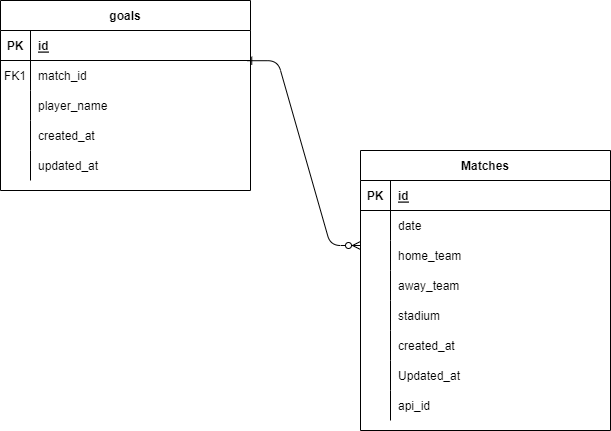 goals
PK id
FK1 match_id
player_name
created_at
updated_at
Matches
PK id
date
home_team
away_team
stadium
created_at
Updated_at
api_id